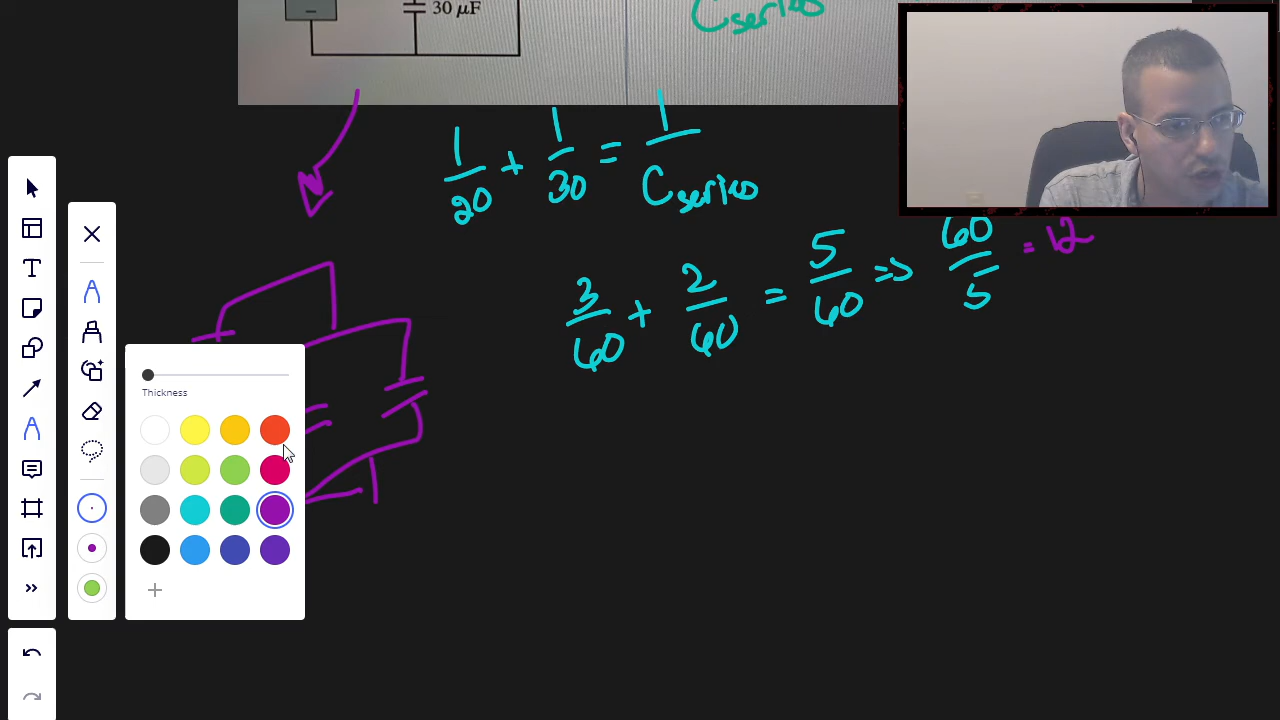 30 μF
Cseries
1/20 + 1/30 = 1/Cseries
3/60 + 2/60 = 5/60 => 60/5 = 12
Thickness